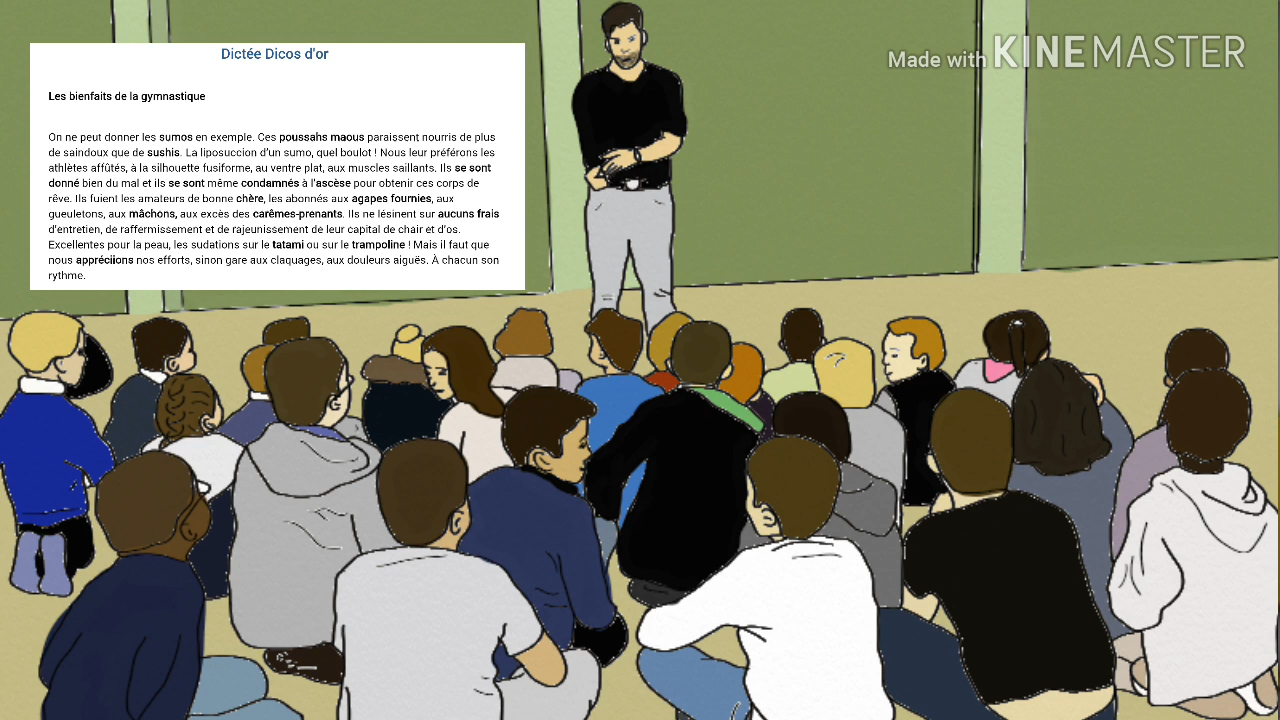 Dictée Dicos d'or
Made with KINEMASTER
Les bienfaits de la gymnastique
On ne peut donner les sumos en exemple. Ces poussahs maous paraissent nourris de plus
de saindoux que de sushis. La liposuccion d'un sumo, quel boulot ! Nous leur préférons les
athlètes affûtés, à la silhouette fusiforme, au ventre plat, aux muscles saillants. Ils se sont
donné bien du mal et ils se sont même condamnés à l'ascèse pour obtenir ces corps de
rêve. Ils fuient les amateurs de bonne chère, les abonnés aux agapes fournies, aux
gueuletons, aux mâchons, aux excès des carêmes-prenants. Ils ne lésinent sur aucuns frais
d'entretien, de raffermissement et de rajeunissement de leur capital de chair et d'os.
Excellentes pour la peau, les sudations sur le tatami ou sur le trampoline ! Mais il faut que
nous appréciions nos efforts, sinon gare aux claquages, aux douleurs aiguës. À chacun son
rythme.